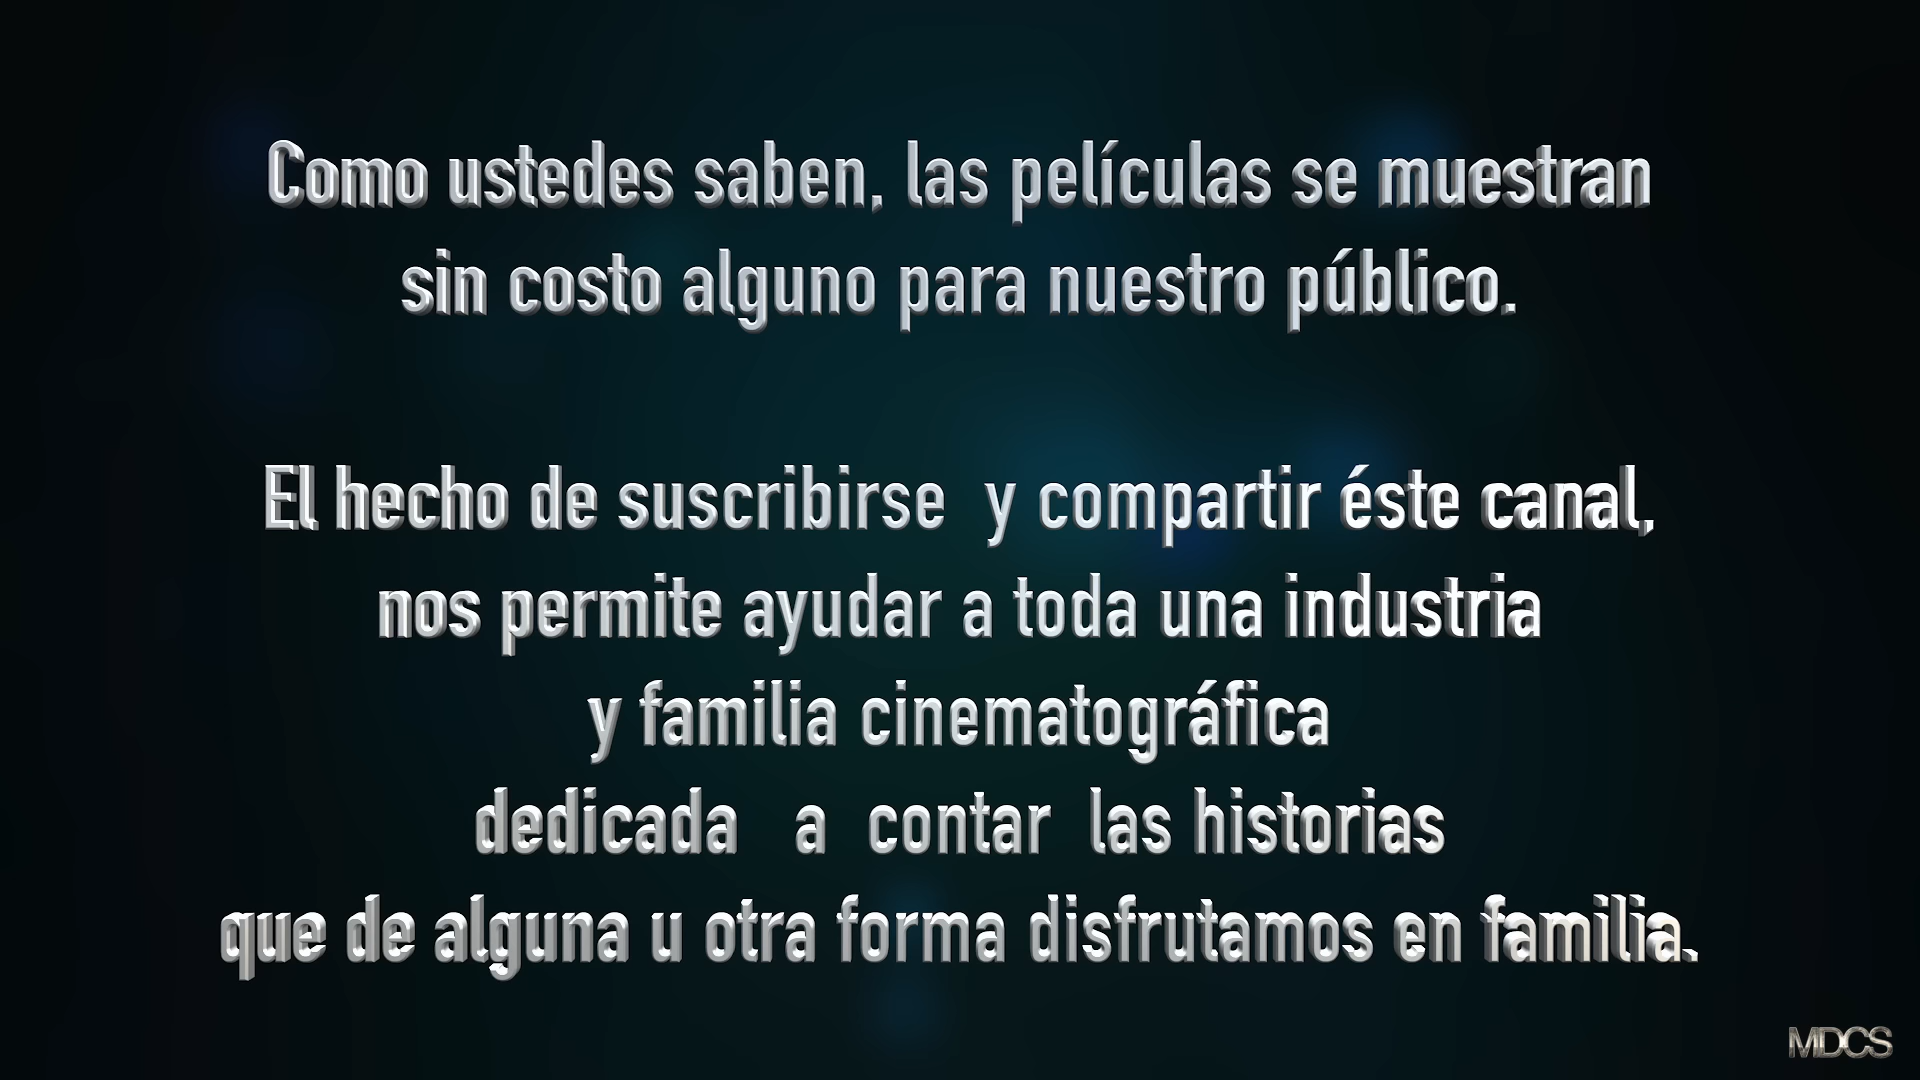 Como ustedes saben, las películas se muestran
sin costo alguno para nuestro público.
El hecho de suscribirse y compartir éste canal,
nos permite ayudar a toda una industria
y familia cinematográfica
dedicada a contar las historias
que de alguna u otra forma disfrutamos en familia.
MDCS